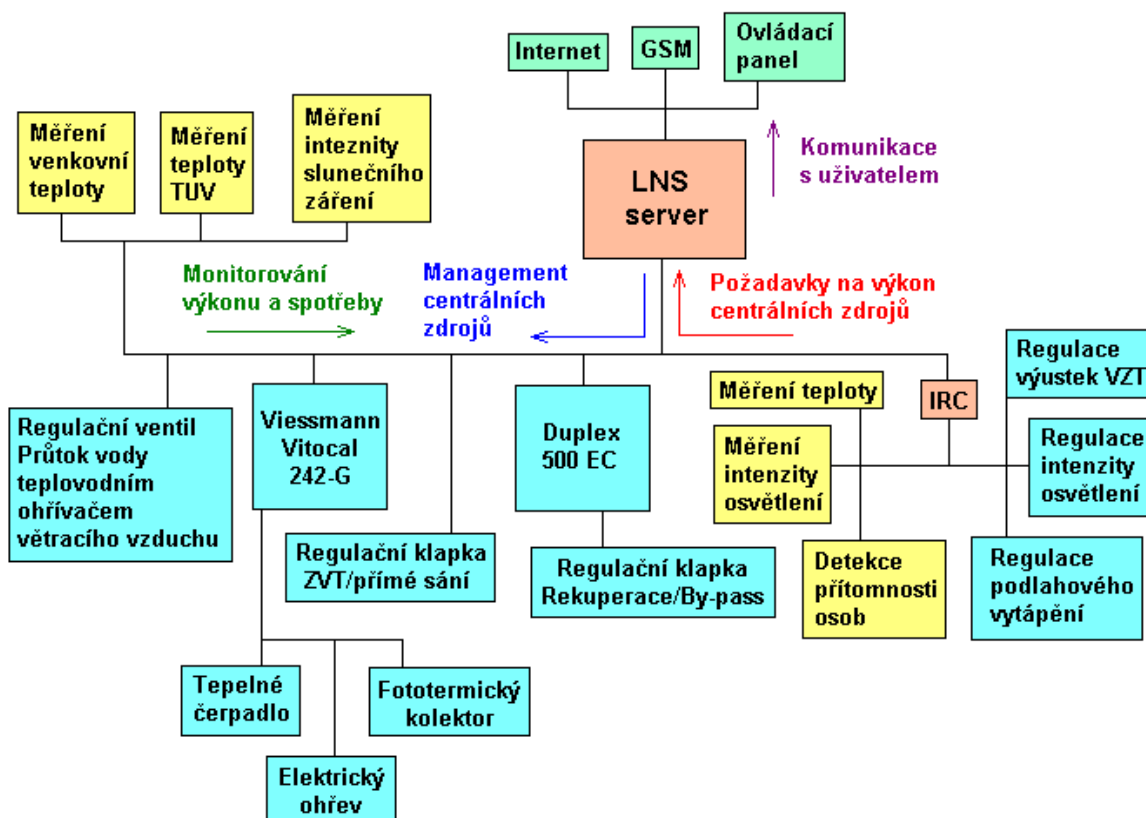 Internet
GSM
Ovládací
panel
Měření
venkovní
teploty
Měření
teploty
TUV
Měření
inteznity
slunečního
záření
LNS
server
Komunikace
s uživatelem
Monitorování
výkonu a spotřeby
Management
centrálních
zdrojů
Požadavky na výkon
centrálních zdrojů
Regulační ventil
Průtok vody
teplovodním
ohřívačem
větracího vzduchu
Viessmann
Vitocal
242-G
Duplex
500 EC
Měření teploty
IRC
Regulace
výustek VZT
Měření
intenzity
osvětlení
Regulace
intenzity
osvětlení
Regulační klapka
ZVT/přímé sání
Regulační klapka
Rekuperace/By-pass
Detekce
přítomnosti
osob
Regulace
podlahového
vytápění
Tepelné
čerpadlo
Fototermický
kolektor
Elektrický
ohřev